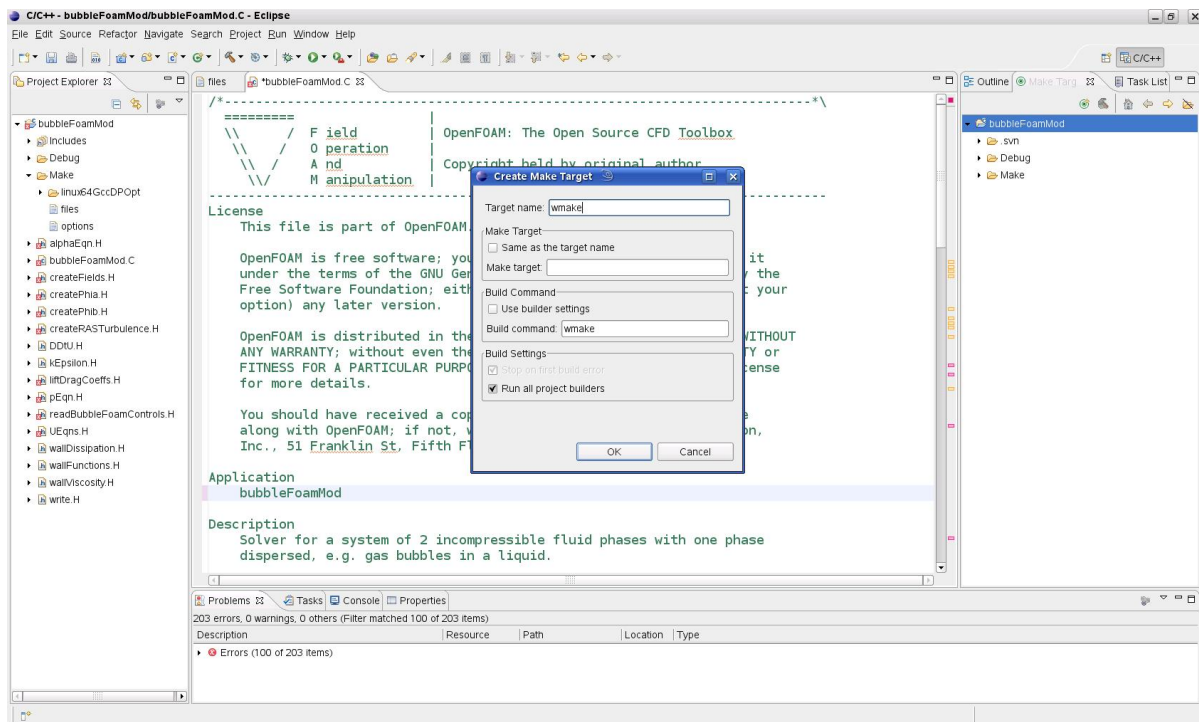 C/C++ - bubbleFoamMod/bubbleFoamMod.C - Eclipse
File Edit Source Refactor Navigate Search Project Run Window Help
C/C++
Project Explorer
bubbleFoamMod
Includes
Debug
Make
linux64GccDPOpt
files
options
alphaEqn.H
bubbleFoamMod.C
createFields.H
createPhia.H
createPhib.H
createRASTurbulence.H
DDtU.H
kEpsilon.H
liftDragCoeffs.H
pEqn.H
readBubbleFoamControls.H
UEqns.H
wallDissipation.H
wallFunctions.H
wallViscosity.H
write.H
files *bubbleFoamMod.C
/*---------------------------------------------------------------------------*\
========= |
\\ / F ield | OpenFOAM: The Open Source CFD Toolbox
\\ / O peration |
\\ / A nd | Copyright held by original author
\\/ M anipulation |
-------------------------------------------------------------------------------
License
This file is part of OpenFOAM.
OpenFOAM is free software; you it
under the terms of the GNU Gen the
Free Software Foundation; eith your
option) any later version.
OpenFOAM is distributed in the WITHOUT
ANY WARRANTY; without even the or
FITNESS FOR A PARTICULAR PURPO
for more details.
You should have received a cop
along with OpenFOAM; if not, w
Inc., 51 Franklin St, Fifth Fl
Application
bubbleFoamMod
Description
Solver for a system of 2 incompressible fluid phases with one phase
dispersed, e.g. gas bubbles in a liquid.
Create Make Target
Target name: wmake
Make Target
Same as the target name
Make target:
Build Command
Use builder settings
Build command: wmake
Build Settings
Stop on first build error
Run all project builders
OK Cancel
Outline Make Targ Task List
bubbleFoamMod
.svn
Debug
Make
Problems Tasks Console Properties
203 errors, 0 warnings, 0 others (Filter matched 100 of 203 items)
Description Resource Path Location Type
Errors (100 of 203 items)